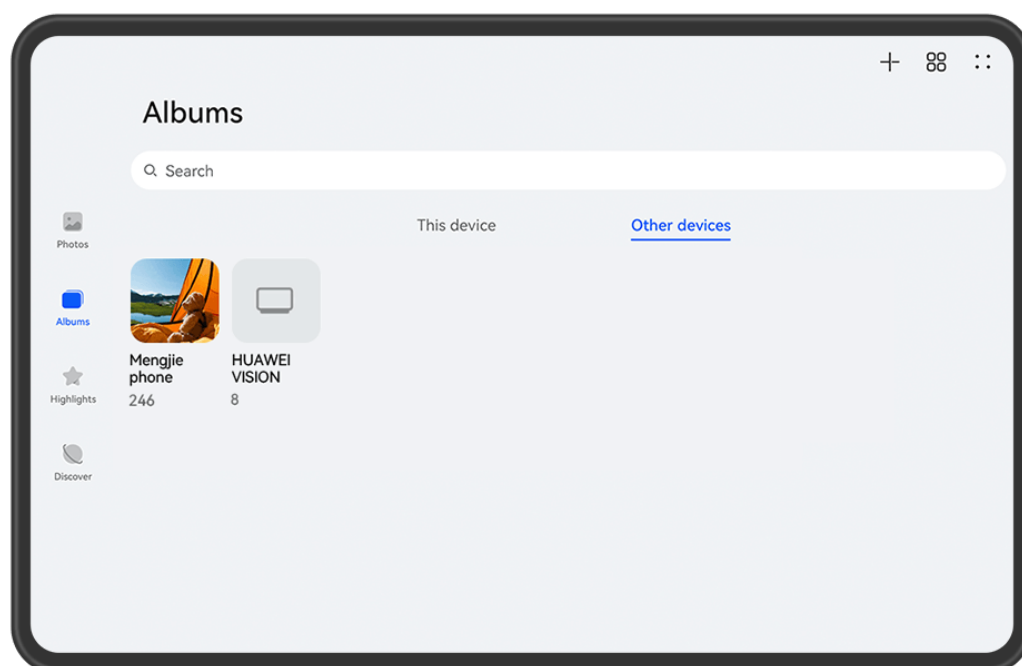 Albums
Search
This device
Other devices
Photos
Albums
Highlights
Discover
Mengjie
phone
246
HUAWEI
VISION
8